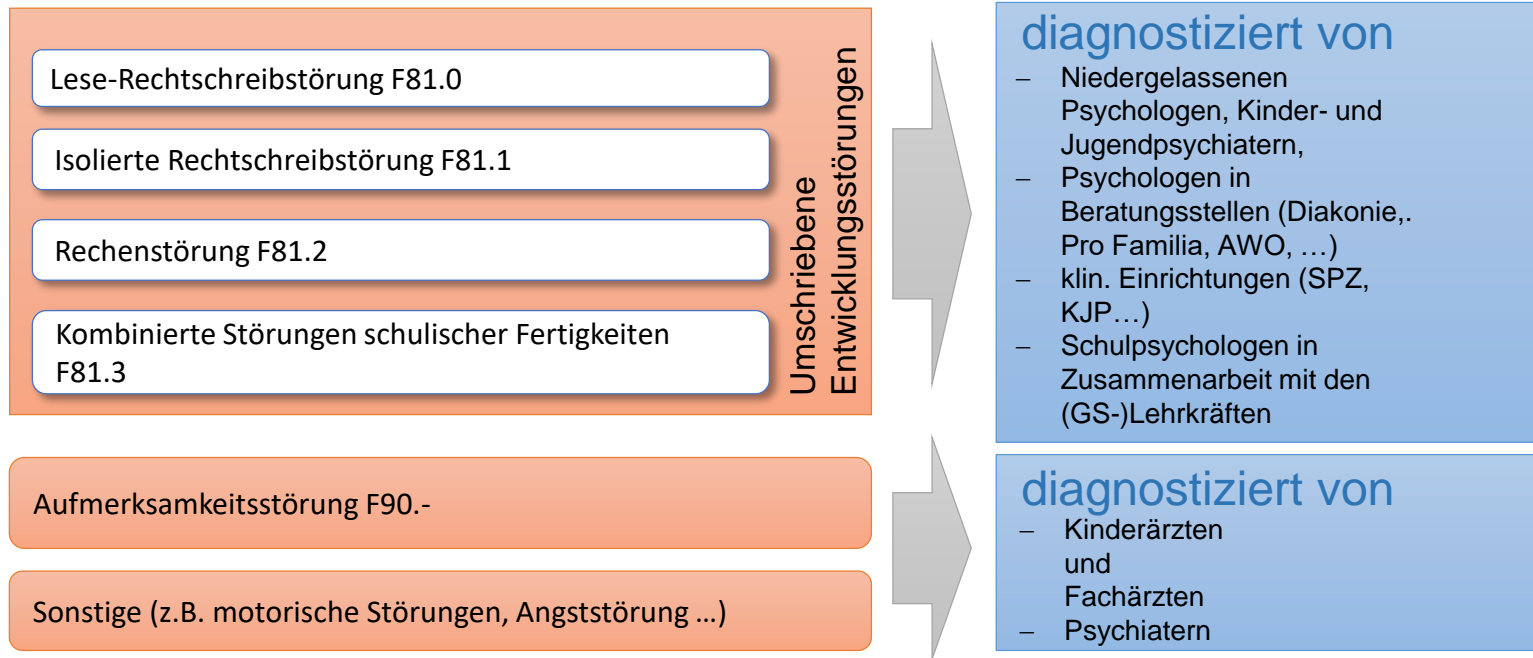 Lese-Rechtschreibstörung F81.0
Isolierte Rechtschreibstörung F81.1
Rechenstörung F81.2
Kombinierte Störungen schulischer Fertigkeiten
F81.3
Umschriebene
Entwicklungsstörungen
diagnostiziert von
– Niedergelassenen
Psychologen, Kinder- und
Jugendpsychiatern,
– Psychologen in
Beratungsstellen (Diakonie,.
Pro Familia, AWO, …)
– klin. Einrichtungen (SPZ,
KJP…)
– Schulpsychologen in
Zusammenarbeit mit den
(GS-)Lehrkräften
Aufmerksamkeitsstörung F90.-
Sonstige (z.B. motorische Störungen, Angststörung …)
diagnostiziert von
– Kinderärzten
und
Fachärzten
– Psychiatern